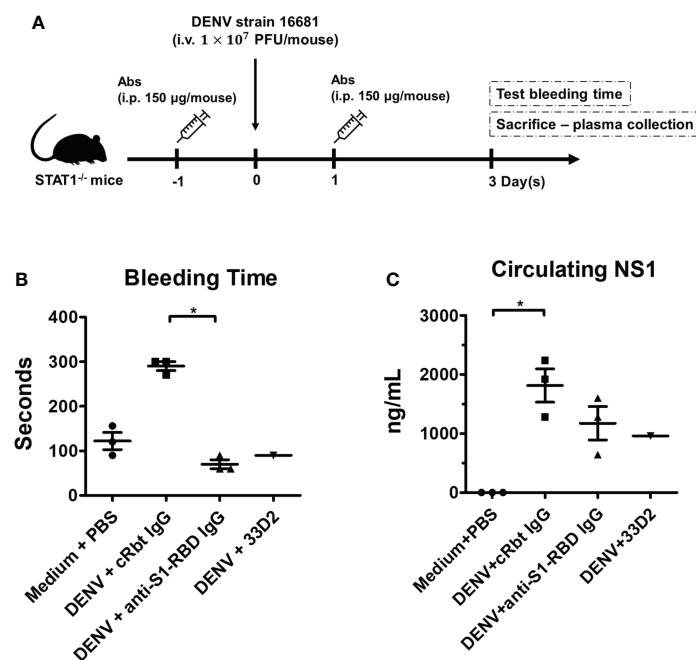 A
DENV strain 16681
(i.v. 1 × 10⁷ PFU/mouse)
Abs
(i.p. 150 µg/mouse)
Abs
(i.p. 150 µg/mouse)
Test bleeding time
Sacrifice – plasma collection
STAT1⁻/⁻ mice
-1
0
1
3 Day(s)
B
Bleeding Time
400
300
200
100
0
Seconds
*
Medium + PBS
DENV + cRbt IgG
DENV + anti-S1-RBD IgG
DENV + 33D2
C
Circulating NS1
3000
2000
1000
0
ng/mL
*
Medium+PBS
DENV+cRbt IgG
DENV+anti-S1-RBD IgG
DENV+33D2